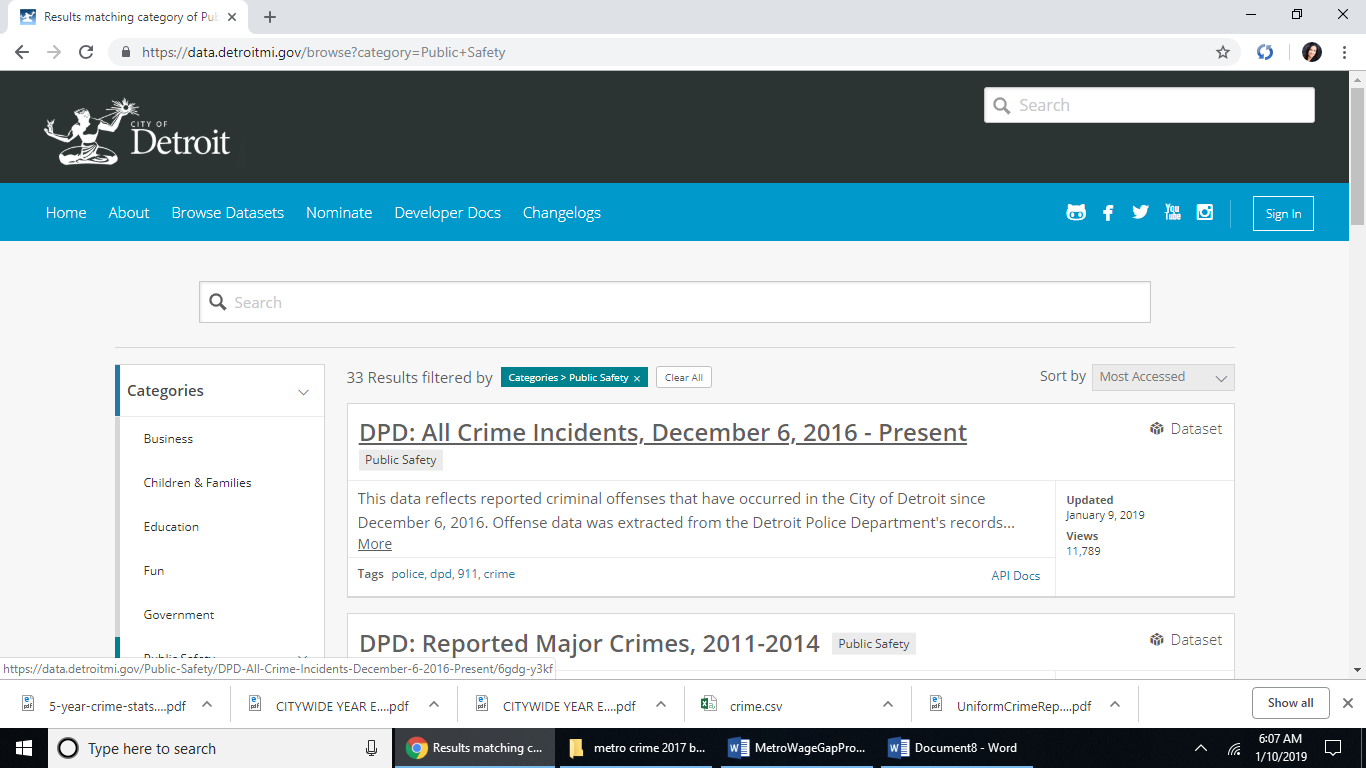 Results matching category of Pub
https://data.detroitmi.gov/browse?category=Public+Safety
CITY OF
Detroit
Search
Home About Browse Datasets Nominate Developer Docs Changelogs
You Tube
Sign In
Search
Categories
Business
Children & Families
Education
Fun
Government
Public Safety
33 Results filtered by Categories > Public Safety × Clear All
Sort by Most Accessed
DPD: All Crime Incidents, December 6, 2016 - Present
Dataset
Public Safety
This data reflects reported criminal offenses that have occurred in the City of Detroit since
December 6, 2016. Offense data was extracted from the Detroit Police Department's records...
More
Updated
January 9, 2019
Views
11,789
Tags police, dpd, 911, crime
API Docs
DPD: Reported Major Crimes, 2011-2014 Public Safety
Dataset
https://data.detroitmi.gov/Public-Safety/DPD-All-Crime-Incidents-December-6-2016-Present/6gdg-y3kf
5-year-crime-stats....pdf
CITYWIDE YEAR E....pdf
CITYWIDE YEAR E....pdf
crime.csv
UniformCrimeRep....pdf
Show all
Type here to search
Results matching c...
metro crime 2017 b...
MetroWageGapPro...
Document8 - Word
6:07 AM
1/10/2019